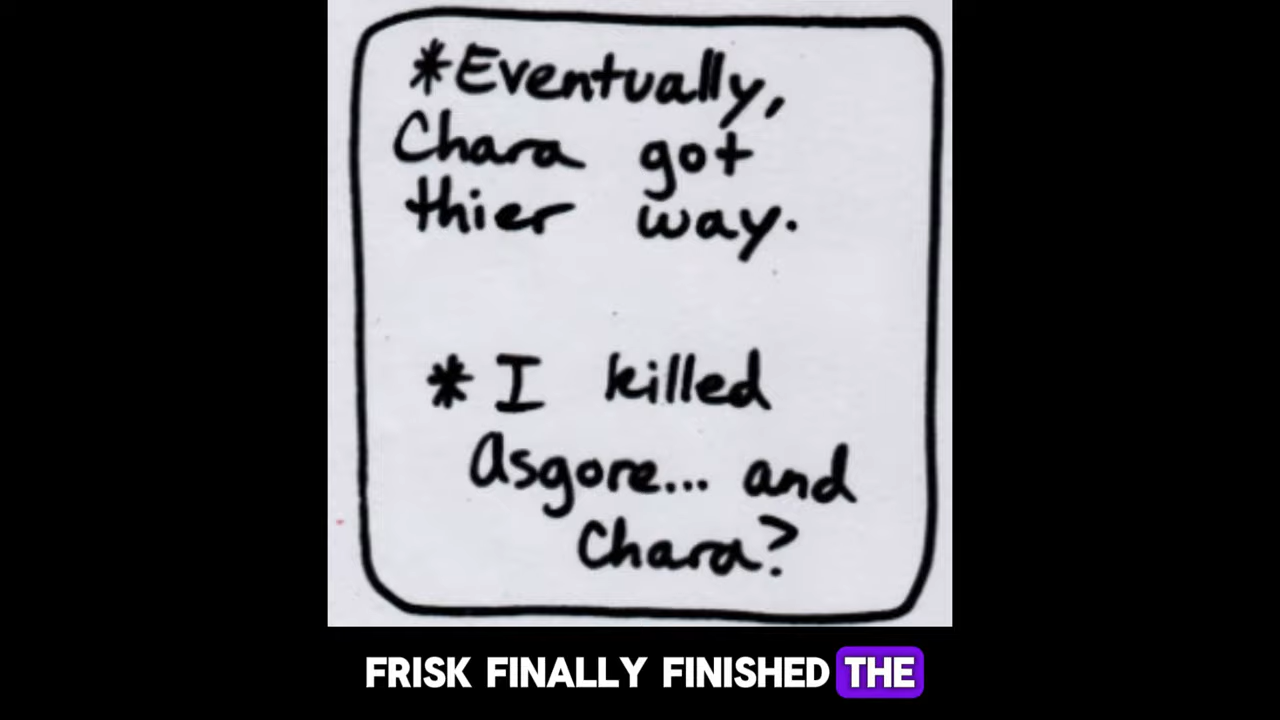 *Eventually,
Chara got
thier way.
*I killed
Asgore... and
Chara?
FRISK FINALLY FINISHED THE